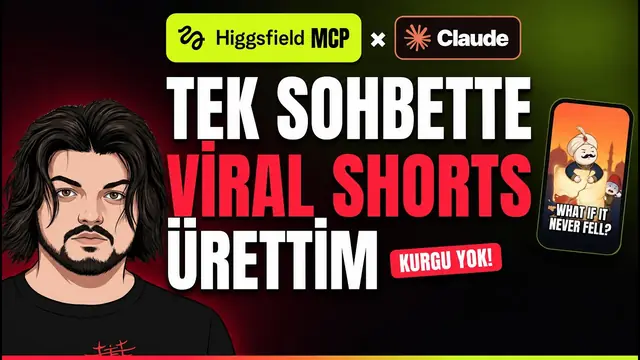 Higgsfield MCP × Claude
TEK SOHBETTE
VİRAL SHORTS
ÜRETTİM
KURGU YOK!
WHAT IF IT
NEVER FELL?